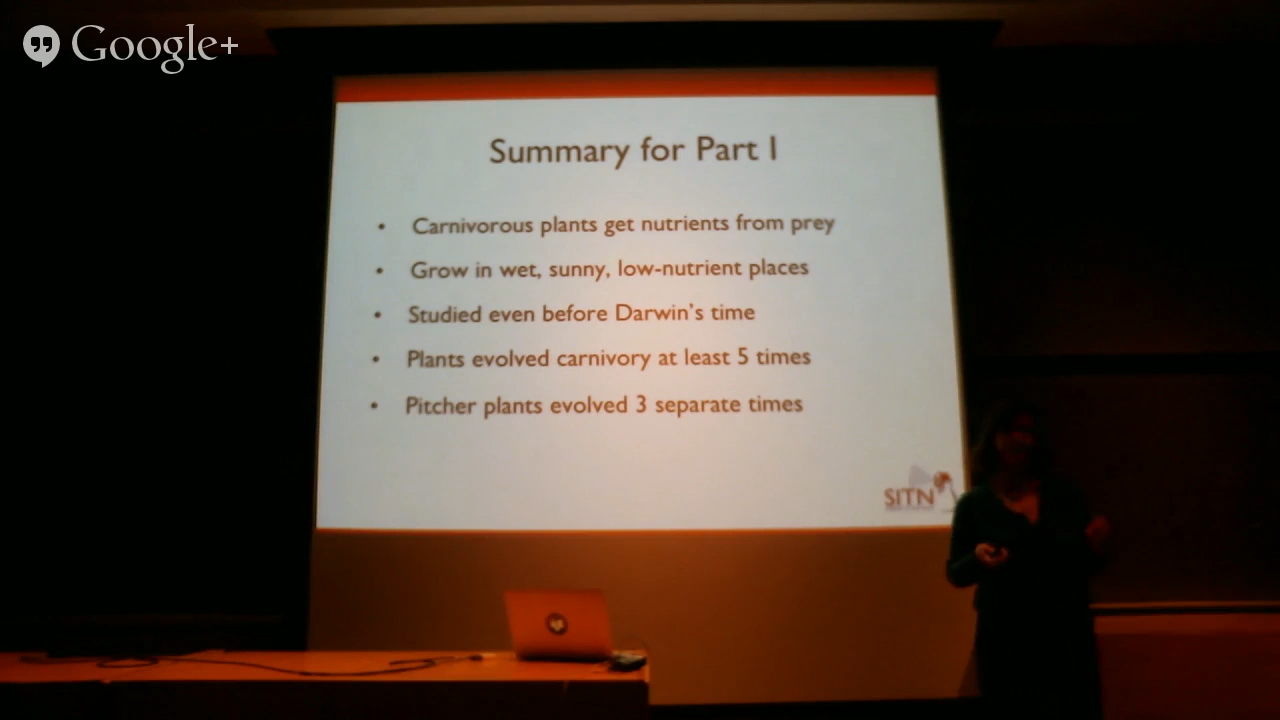 Google+
Summary for Part I
• Carnivorous plants get nutrients from prey
• Grow in wet, sunny, low-nutrient places
• Studied even before Darwin's time
• Plants evolved carnivory at least 5 times
• Pitcher plants evolved 3 separate times
SITN